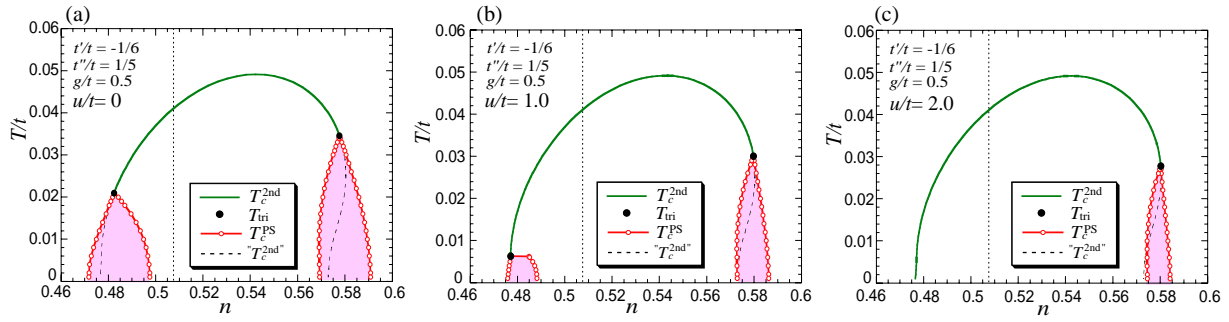 (a)
t'/t = -1/6
t''/t = 1/5
g/t = 0.5
u/t= 0
T/t
0.06
0.05
0.04
0.03
0.02
0.01
0
T_c^2nd
T_tri
T_c^PS
"T_c^2nd"
0.46 0.48 0.5 0.52 0.54 0.56 0.58 0.6
n
(b)
t'/t = -1/6
t''/t = 1/5
g/t = 0.5
u/t= 1.0
T/t
0.06
0.05
0.04
0.03
0.02
0.01
0
T_c^2nd
T_tri
T_c^PS
"T_c^2nd"
0.46 0.48 0.5 0.52 0.54 0.56 0.58 0.6
n
(c)
t'/t = -1/6
t''/t = 1/5
g/t = 0.5
u/t= 2.0
T/t
0.06
0.05
0.04
0.03
0.02
0.01
0
T_c^2nd
T_tri
T_c^PS
"T_c^2nd"
0.46 0.48 0.5 0.52 0.54 0.56 0.58 0.6
n